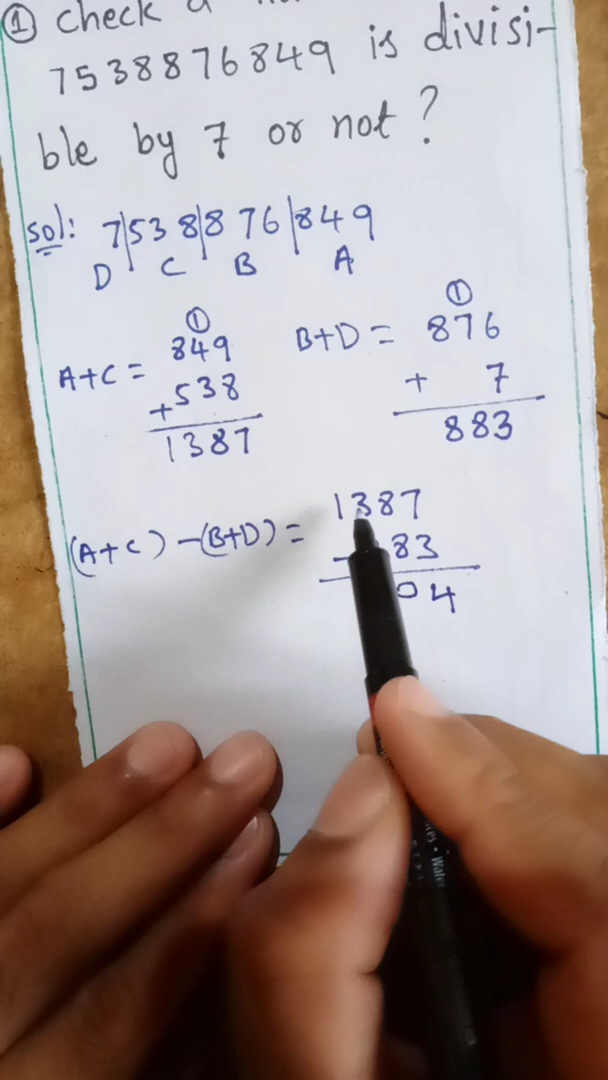 ① check a
7538876849 is divisi-
ble by 7 or not?
sol: 7|538|876|849
D C B A
① ①
A+C = 849 B+D = 876
+538 + 7
1387 883
(A+C) -(B+D) = 1387
- 83
04